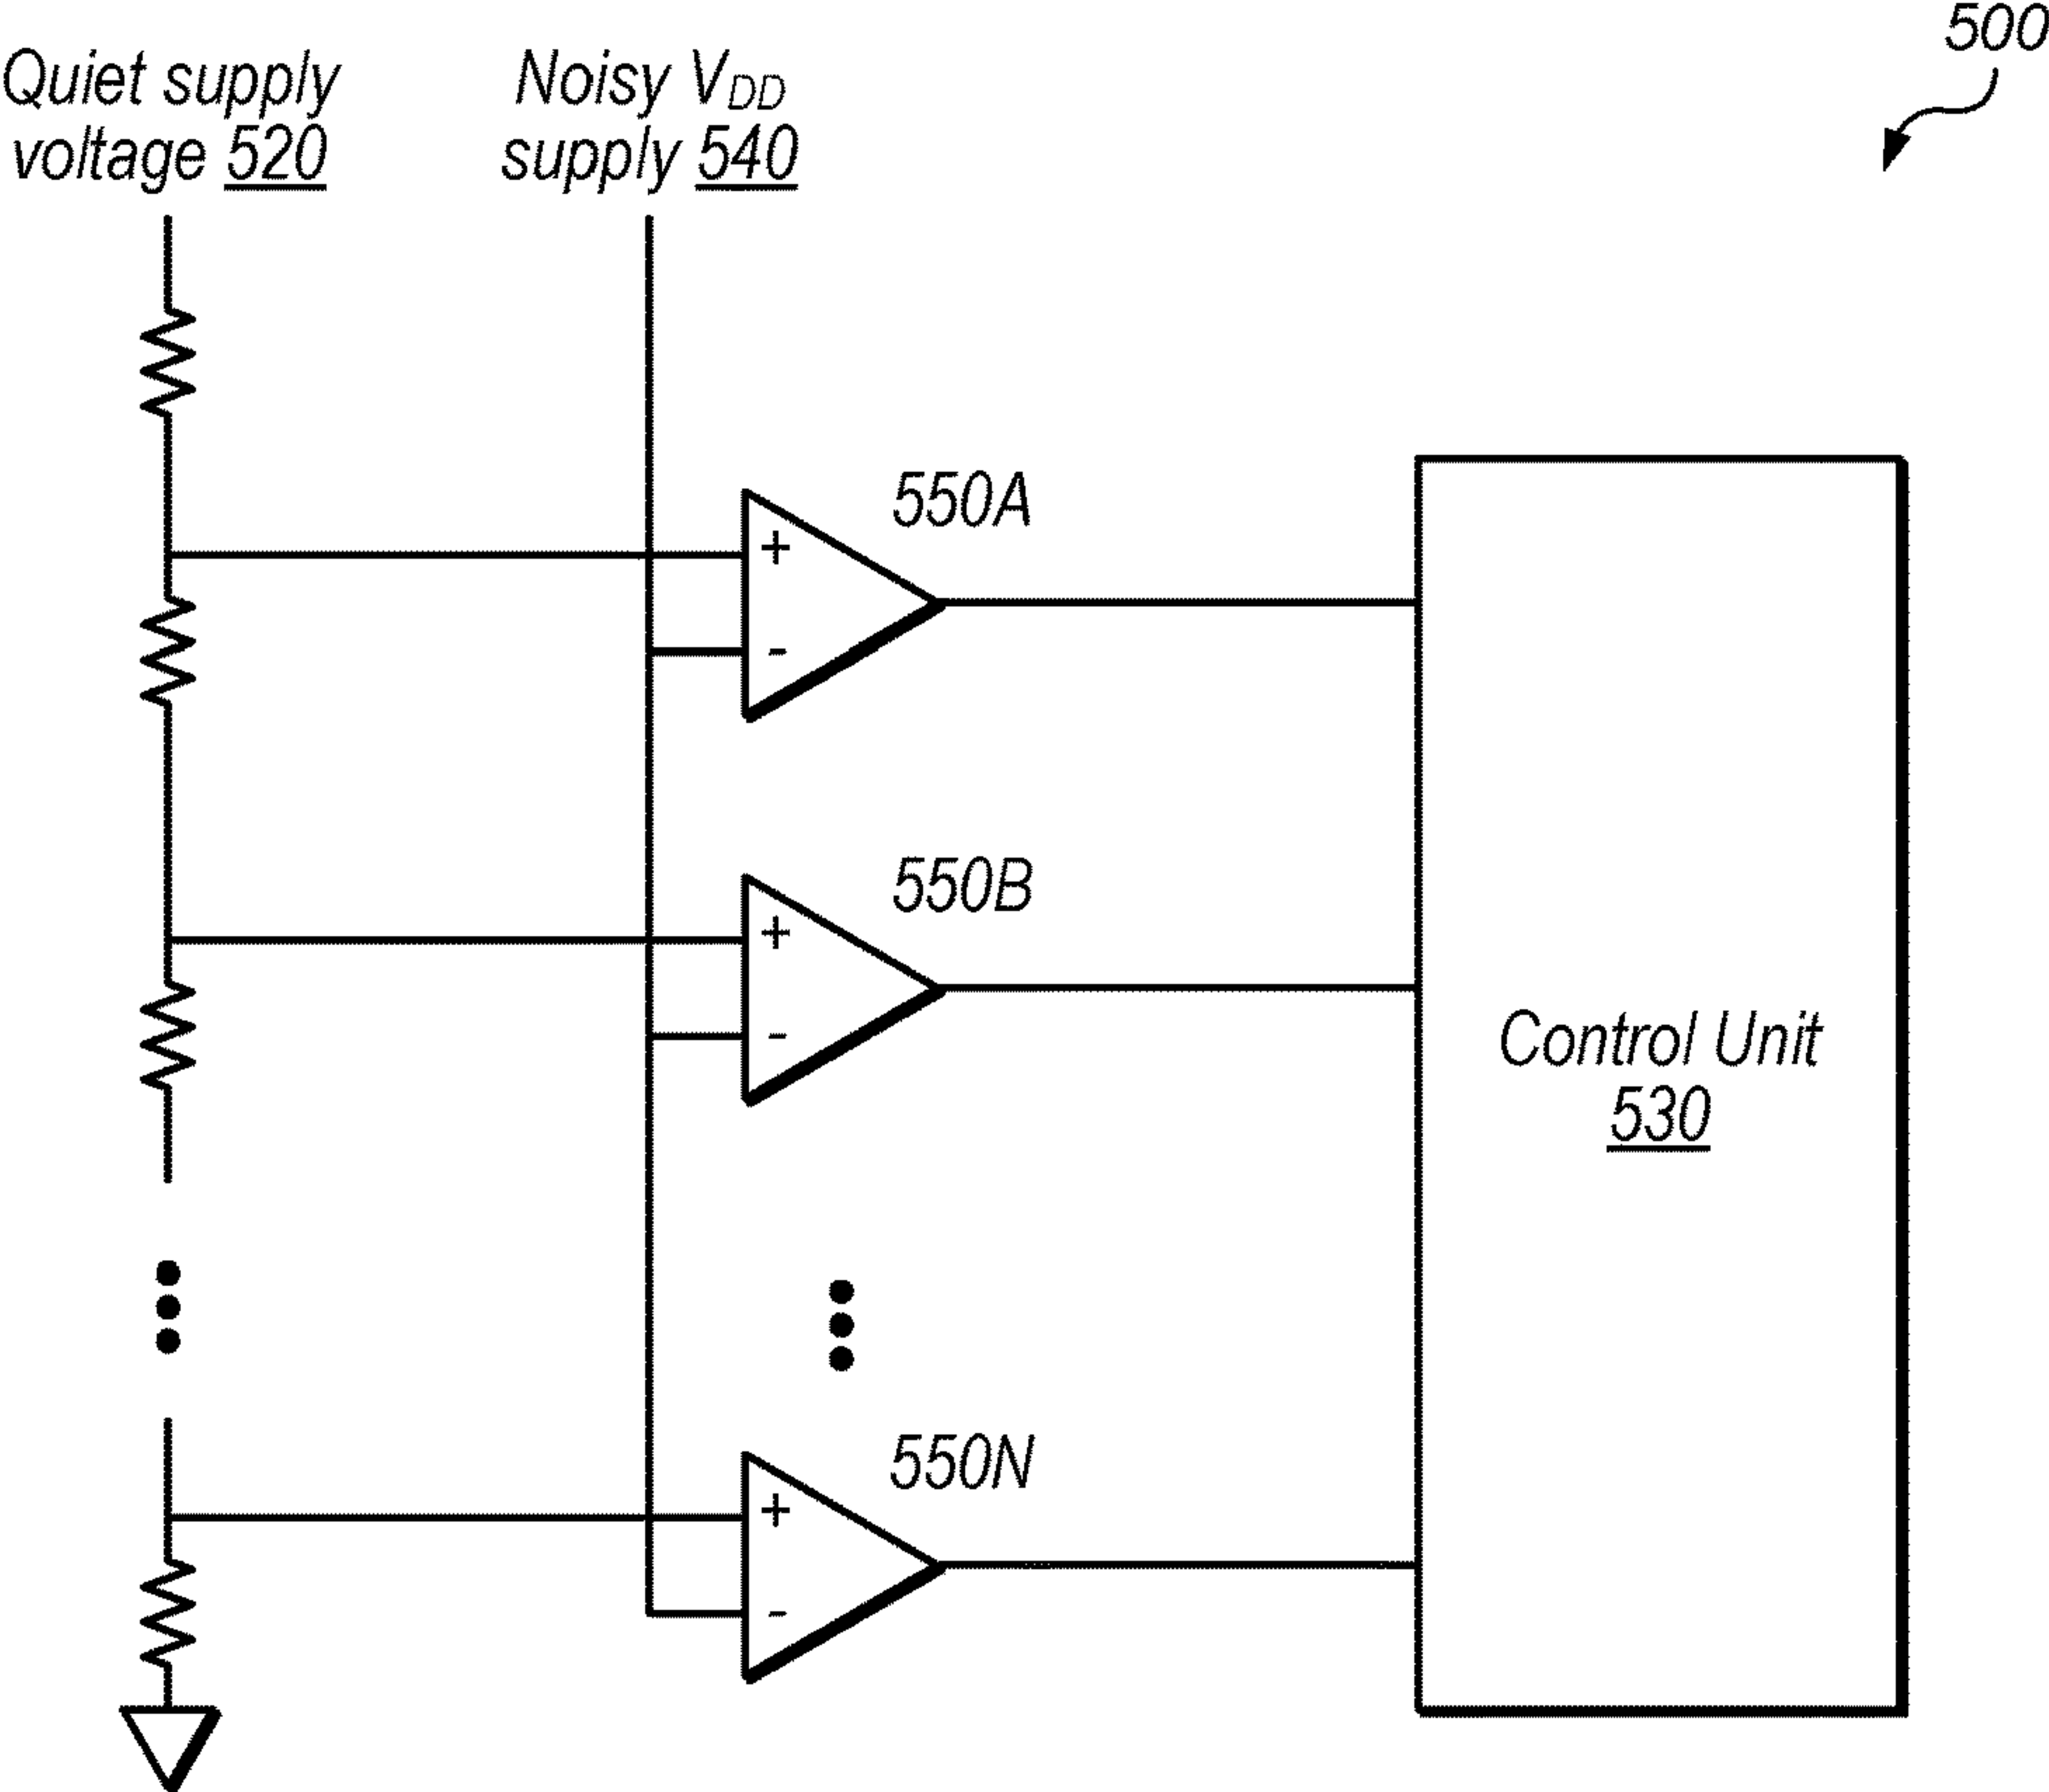 500
Quiet supply
voltage 520
Noisy VDD
supply 540
550A
+
-
550B
+
-
Control Unit
530
550N
+
-